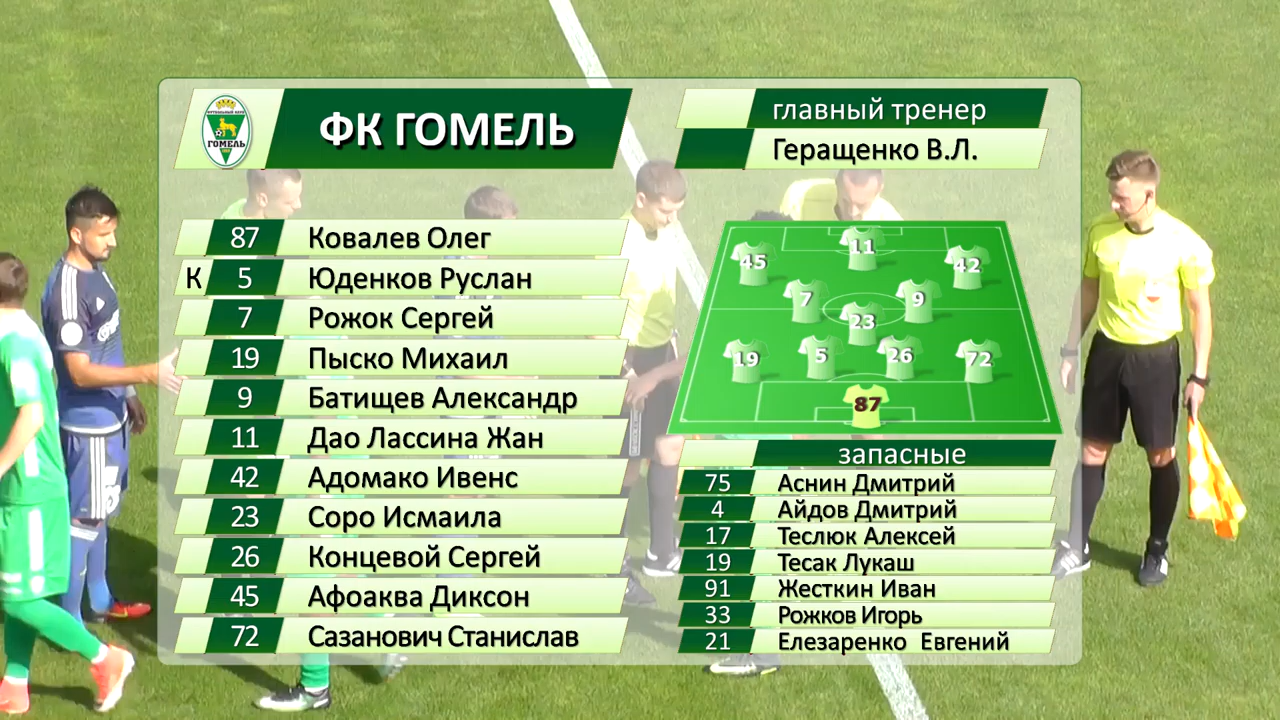 ФК ГОМЕЛЬ
ГОМЕЛЬ
главный тренер
Геращенко В.Л.
87 Ковалев Олег
К 5 Юденков Руслан
7 Рожок Сергей
19 Пыско Михаил
9 Батищев Александр
11 Дао Лассина Жан
42 Адомако Ивенс
23 Соро Исмаила
26 Концевой Сергей
45 Афоаква Диксон
72 Сазанович Станислав
11
45 42
7 9
23
19 5 26 72
87
запасные
75 Аснин Дмитрий
4 Айдов Дмитрий
17 Теслюк Алексей
19 Тесак Лукаш
91 Жесткин Иван
33 Рожков Игорь
21 Елезаренко Евгений